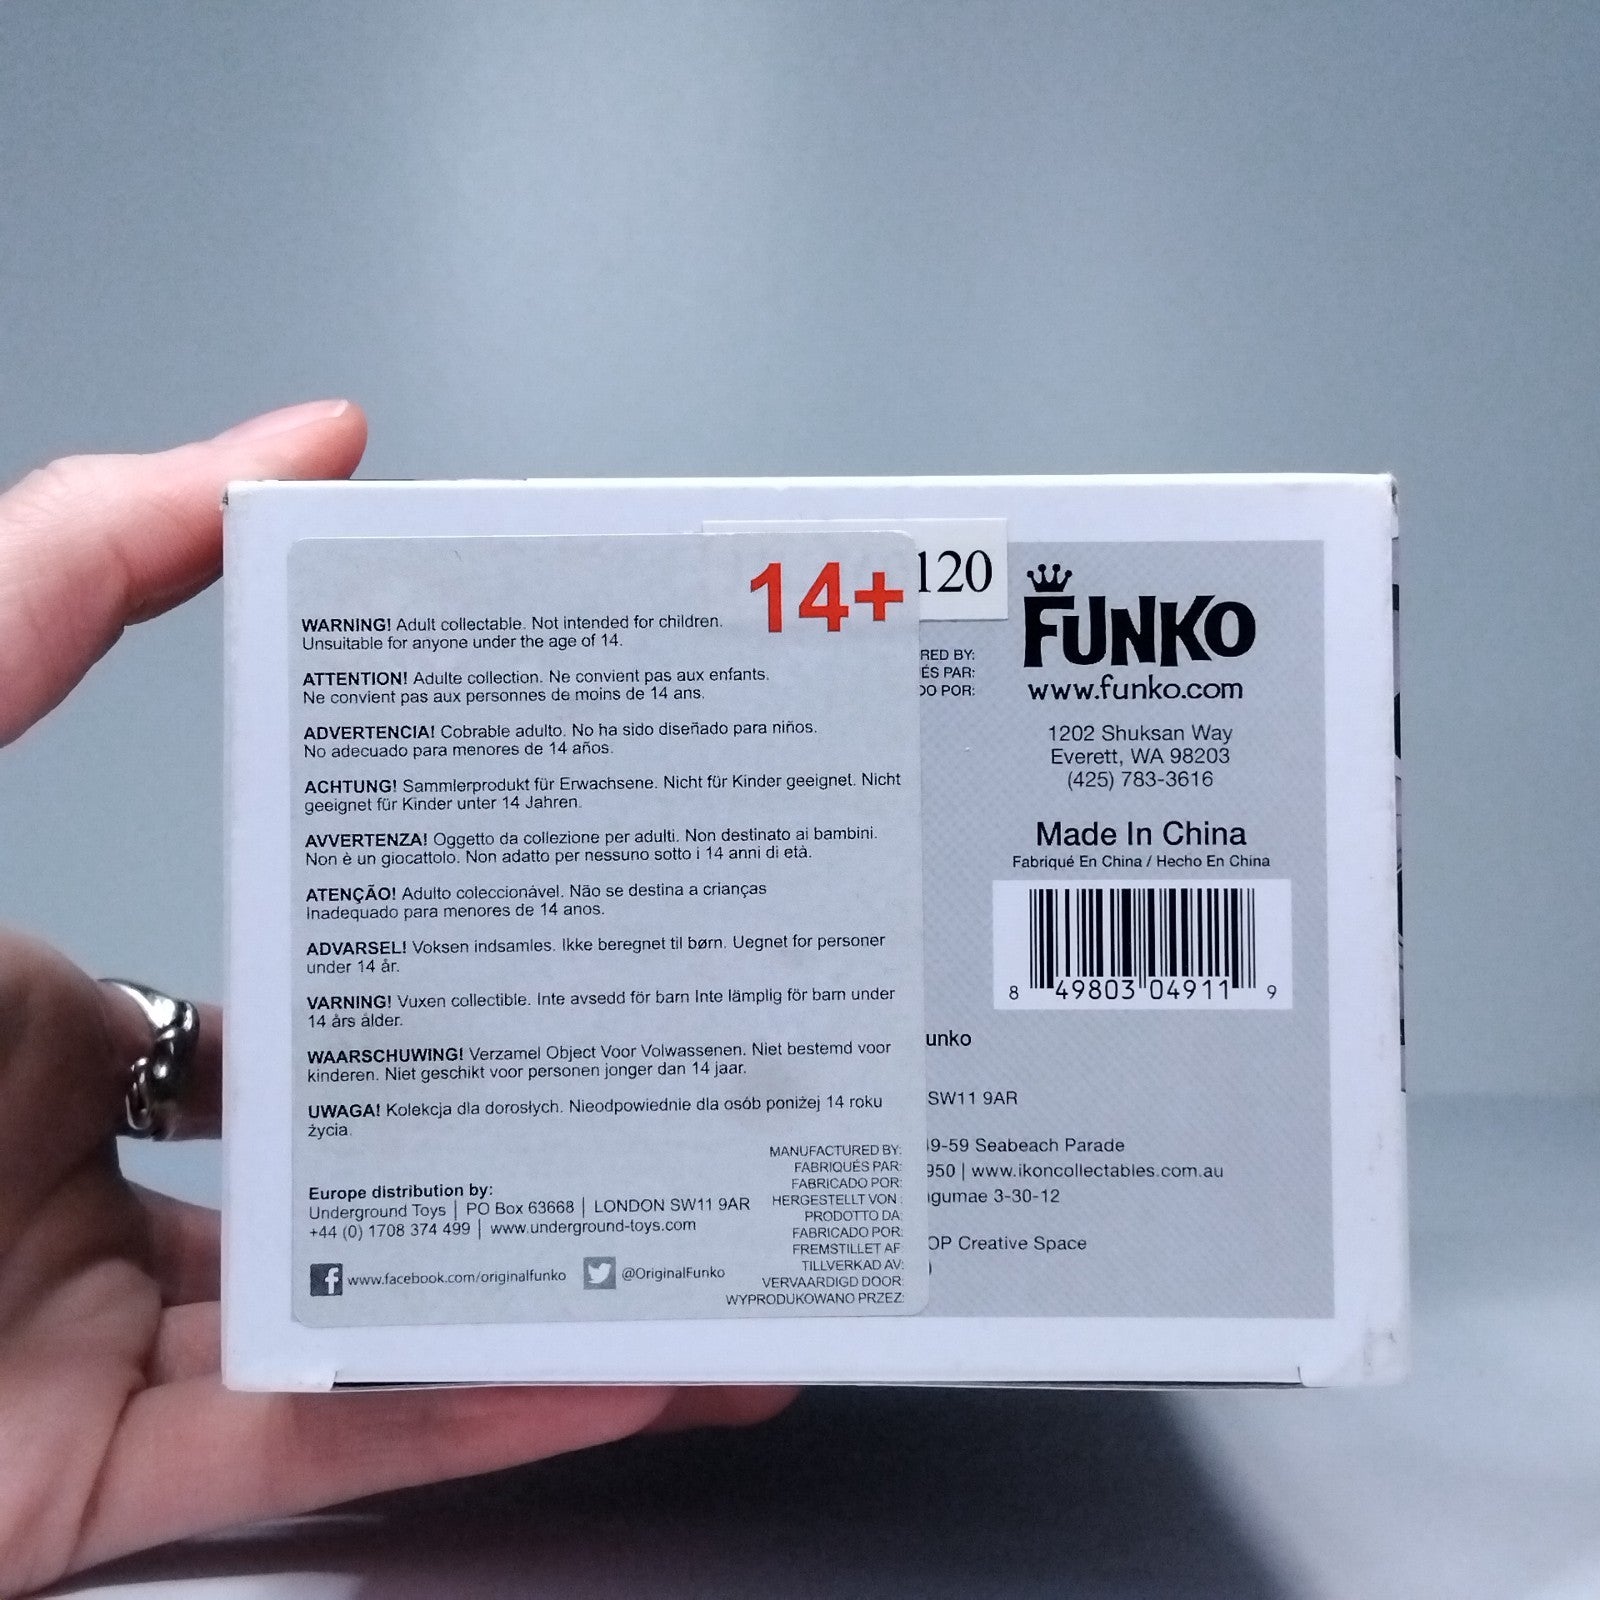 14+
WARNING! Adult collectable. Not intended for children.
Unsuitable for anyone under the age of 14.
ATTENTION! Adulte collection. Ne convient pas aux enfants.
Ne convient pas aux personnes de moins de 14 ans.
ADVERTENCIA! Cobrable adulto. No ha sido diseñado para niños.
No adecuado para menores de 14 años.
ACHTUNG! Sammlerprodukt für Erwachsene. Nicht für Kinder geeignet. Nicht
geeignet für Kinder unter 14 Jahren.
AVVERTENZA! Oggetto da collezione per adulti. Non destinato ai bambini.
Non è un giocattolo. Non adatto per nessuno sotto i 14 anni di età.
ATENÇÃO! Adulto coleccionável. Não se destina a crianças
Inadequado para menores de 14 anos.
ADVARSEL! Voksen indsamles. Ikke beregnet til børn. Uegnet for personer
under 14 år.
VARNING! Vuxen collectible. Inte avsedd för barn Inte lämplig för barn under
14 års ålder.
WAARSCHUWING! Verzamel Object Voor Volwassenen. Niet bestemd voor
kinderen. Niet geschikt voor personen jonger dan 14 jaar.
UWAGA! Kolekcja dla dorosłych. Nieodpowiednie dla osób poniżej 14 roku
życia.
Europe distribution by:
Underground Toys | PO Box 63668 | LONDON SW11 9AR
+44 (0) 1708 374 499 | www.underground-toys.com
www.facebook.com/originalfunko @OriginalFunko
MANUFACTURED BY:
FABRIQUÉS PAR:
FABRICADO POR:
HERGESTELLT VON :
PRODOTTO DA:
FABRICADO POR:
FREMSTILLET AF
TILLVERKAD AV:
VERVAARDIGD DOOR:
WYPRODUKOWANO PRZEZ:
120
RED BY:
ÉS PAR:
DO POR:
FUNKO
www.funko.com
1202 Shuksan Way
Everett, WA 98203
(425) 783-3616
Made In China
Fabriqué En China / Hecho En China
8 49803 04911 9
unko
SW11 9AR
9-59 Seabeach Parade
950 | www.ikoncollectables.com.au
gumae 3-30-12
OP Creative Space
)